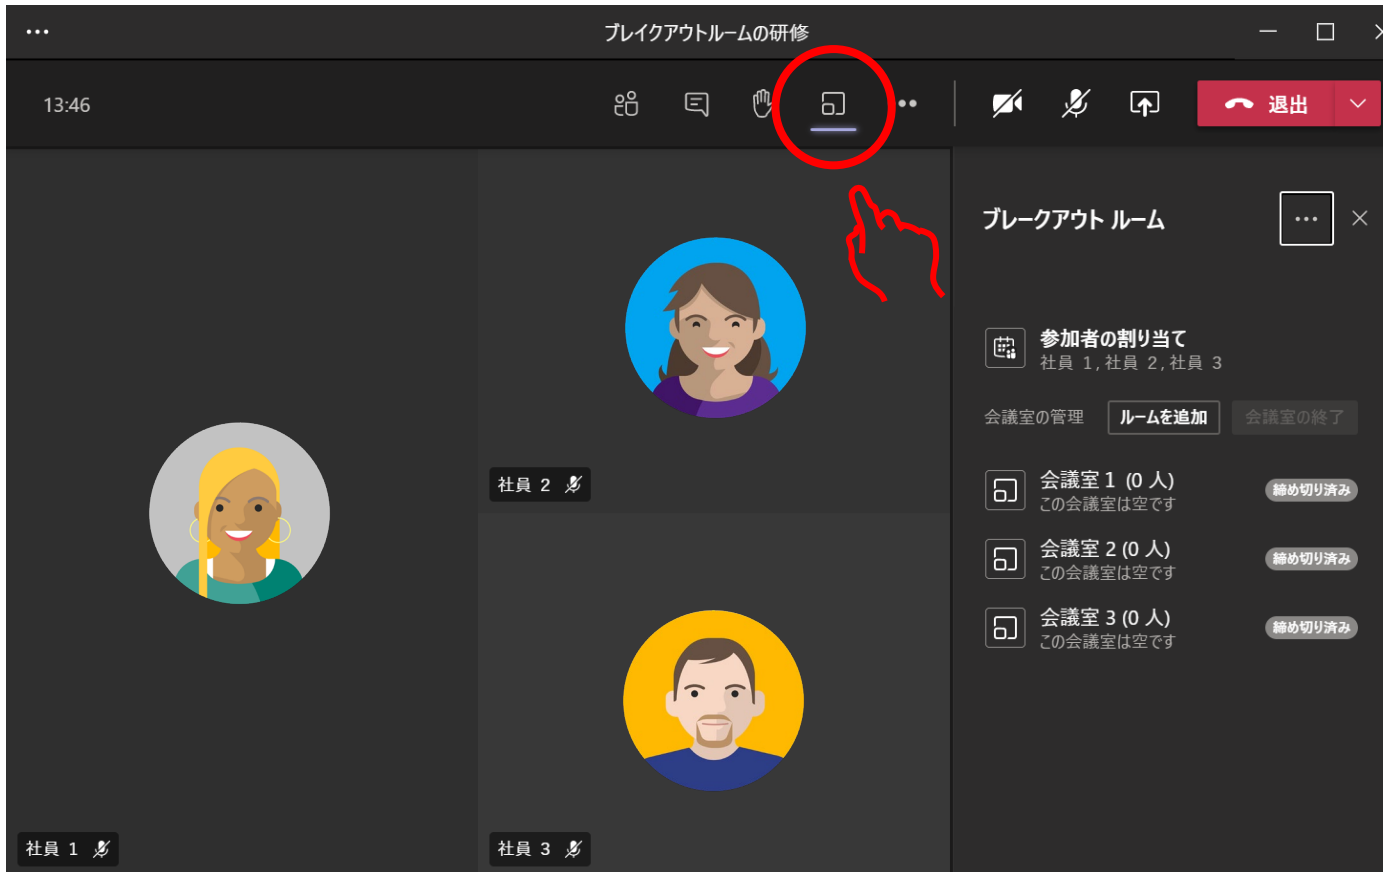 ブレイクアウトルームの研修
13:46
退出
ブレークアウト ルーム
参加者の割り当て
社員 1, 社員 2, 社員 3
会議室の管理 ルームを追加 会議室の終了
会議室 1 (0 人) 締め切り済み
この会議室は空です
会議室 2 (0 人) 締め切り済み
この会議室は空です
会議室 3 (0 人) 締め切り済み
この会議室は空です
社員 2
社員 1
社員 3